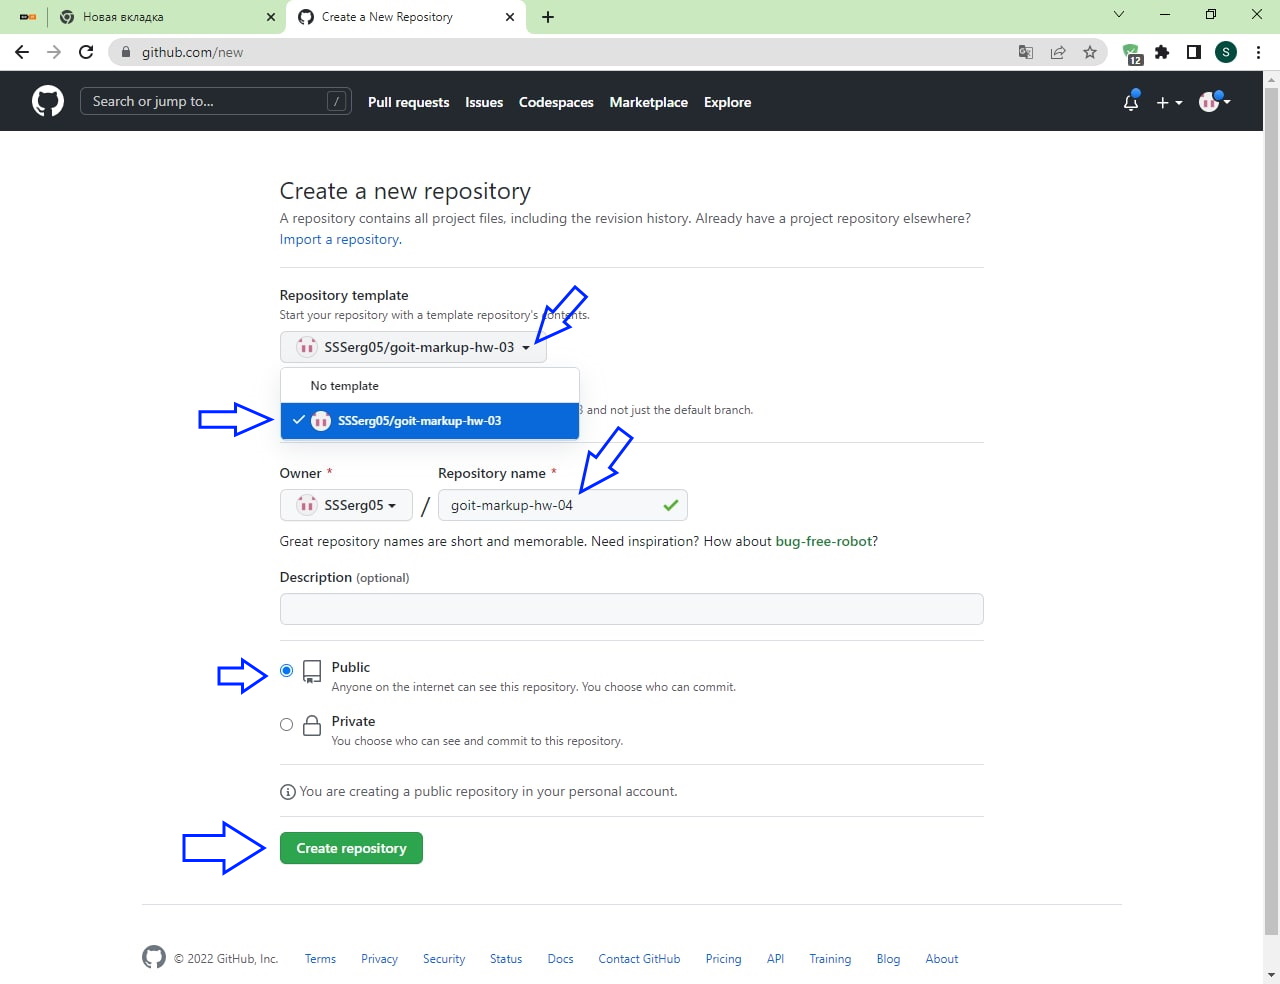 Новая вкладка
Create a New Repository
github.com/new
12
S
Search or jump to...
/
Pull requests
Issues
Codespaces
Marketplace
Explore
Create a new repository
A repository contains all project files, including the revision history. Already have a project repository elsewhere?
Import a repository.
Repository template
Start your repository with a template repository's contents.
SSSerg05/goit-markup-hw-03
No template
SSSerg05/goit-markup-hw-03
and not just the default branch.
Owner *
Repository name *
SSSerg05
/
goit-markup-hw-04
Great repository names are short and memorable. Need inspiration? How about bug-free-robot?
Description (optional)
Public
Anyone on the internet can see this repository. You choose who can commit.
Private
You choose who can see and commit to this repository.
You are creating a public repository in your personal account.
Create repository
© 2022 GitHub, Inc.
Terms
Privacy
Security
Status
Docs
Contact GitHub
Pricing
API
Training
Blog
About